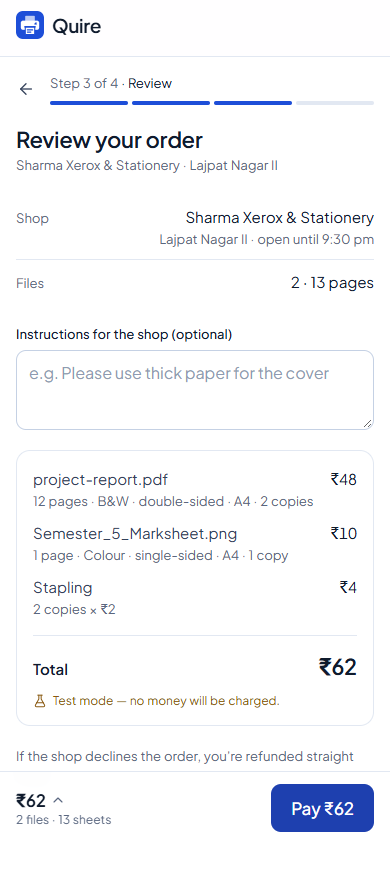 Quire
Step 3 of 4 · Review
Review your order
Sharma Xerox & Stationery · Lajpat Nagar II
Shop
Sharma Xerox & Stationery
Lajpat Nagar II · open until 9:30 pm
Files
2 · 13 pages
Instructions for the shop (optional)
e.g. Please use thick paper for the cover
project-report.pdf ₹48
12 pages · B&W · double-sided · A4 · 2 copies
Semester_5_Marksheet.png ₹10
1 page · Colour · single-sided · A4 · 1 copy
Stapling ₹4
2 copies × ₹2
Total ₹62
Test mode — no money will be charged.
If the shop declines the order, you're refunded straight
₹62
2 files · 13 sheets
Pay ₹62